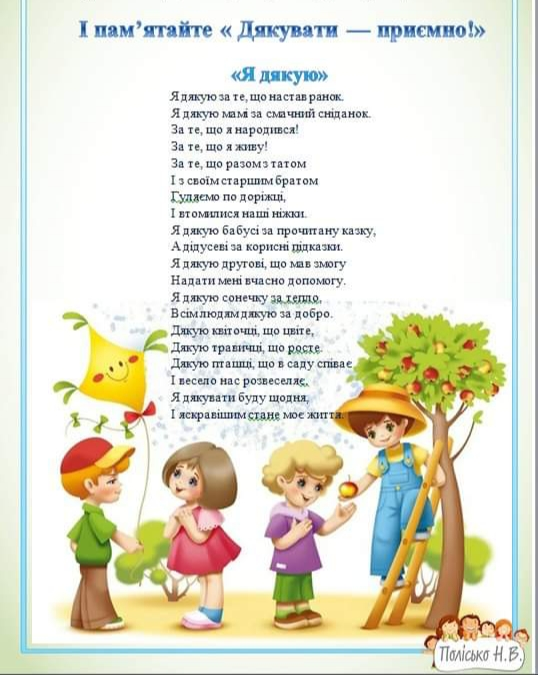 І пам’ятайте « Дякувати — приємно!»
«Я дякую»
Я дякую за те, що настав ранок.
Я дякую мамі за смачний сніданок.
За те, що я народився!
За те, що я живу!
За те, що разом з татом
І з своїм старшим братом
Гуляємо по доріжці,
І втомилися наші ніжки.
Я дякую бабусі за прочитану казку,
А дідусеві за корисні підказки.
Я дякую другові, що мав змогу
Надати мені вчасно допомогу.
Я дякую сонечку за тепло,
Всім людям дякую за добро.
Дякую квіточці, що цвіте,
Дякую травичці, що росте.
Дякую пташці, що в саду співає
І весело нас розвеселяє.
Я дякувати буду щодня,
І яскравішим стане моє життя.
Полісько Н.В.